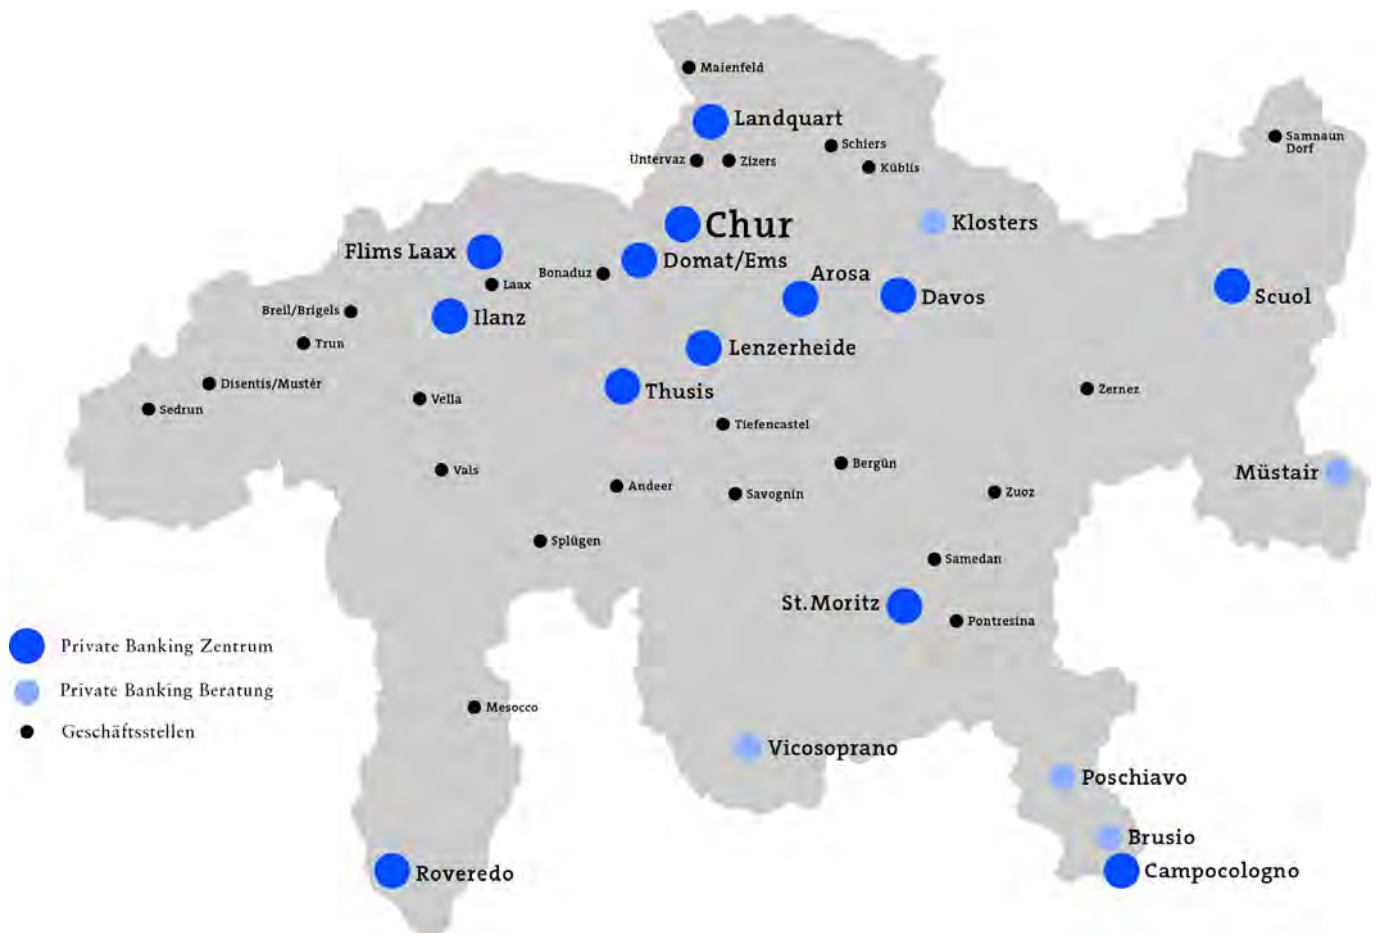 Maienfeld
Landquart
Schiers
Samnaun
Dorf
Untervaz
Zizers
Küblis
Chur
Klosters
Flims Laax
Domat/Ems
Bonaduz
Arosa
Laax
Davos
Scuol
Breil/Brigels
Ilanz
Trun
Lenzerheide
Disentis/Mustér
Thusis
Zernez
Vella
Sedrun
Tiefencastel
Bergün
Vals
Müstair
Andeer
Savognin
Zuoz
Splügen
Samedan
St.Moritz
Pontresina
Private Banking Zentrum
Private Banking Beratung
Mesocco
Geschäftsstellen
Vicosoprano
Poschiavo
Brusio
Roveredo
Campocologno